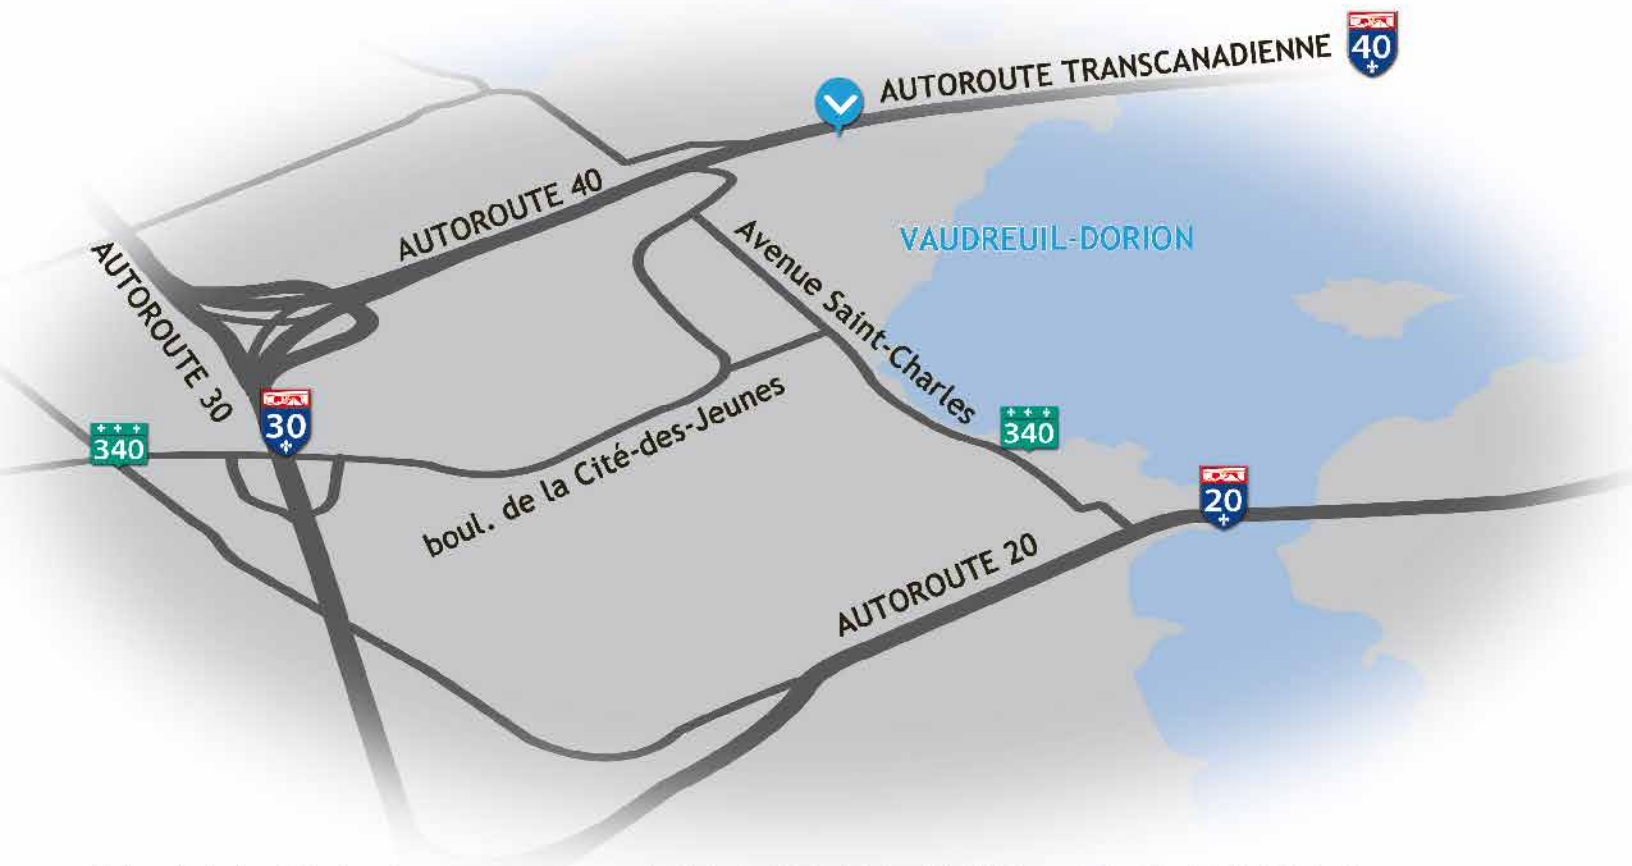 AUTOROUTE TRANSCANADIENNE
40
AUTOROUTE 40
VAUDREUIL-DORION
Avenue Saint-Charles
AUTOROUTE 30
30
340
boul. de la Cité-des-Jeunes
340
20
AUTOROUTE 20